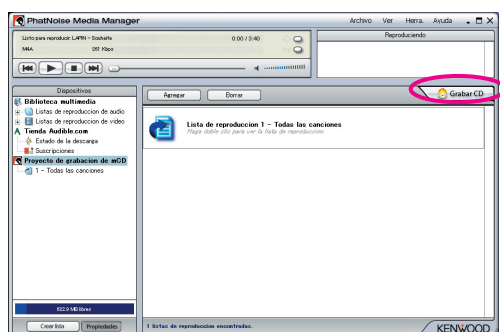 PhatNoise Media Manager
Archivo Ver Herra. Ayuda
Listo para reproducir LAPIN - Souhaite 0:00 / 3:40
M4A 261 Kbps
Reproduciendo
Dispositivos
Biblioteca multimedia
Listas de reproduccion de audio
Listas de reproduccion de video
Tienda Audible.com
Estado de la descarga
Suscripciones
Proyecto de grabacion de mCD
1 - Todas las canciones
622.9 MB libres
Crear lista Propiedades
Agregar Borrar Grabar CD
Lista de reproduccion 1 - Todas las canciones
Haga doble clic para ver la lista de reproduccion
1 listas de reproduccion encontradas.
KENWOOD